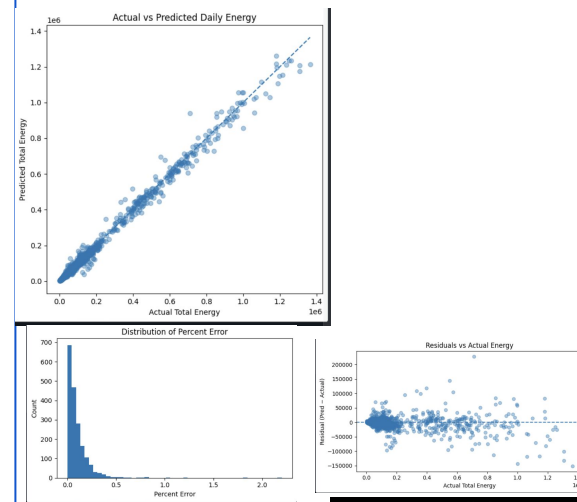 Actual vs Predicted Daily Energy
1e6
1.4
1.2
1.0
0.8
0.6
0.4
0.2
0.0
Predicted Total Energy
0.0 0.2 0.4 0.6 0.8 1.0 1.2 1.4
1e6
Actual Total Energy
Distribution of Percent Error
700
600
500
400
300
200
100
0
Count
0.0 0.5 1.0 1.5 2.0
Percent Error
Residuals vs Actual Energy
200000
150000
100000
50000
0
−50000
−100000
−150000
Residual (Pred − Actual)
0.0 0.2 0.4 0.6 0.8 1.0 1.2
Actual Total Energy